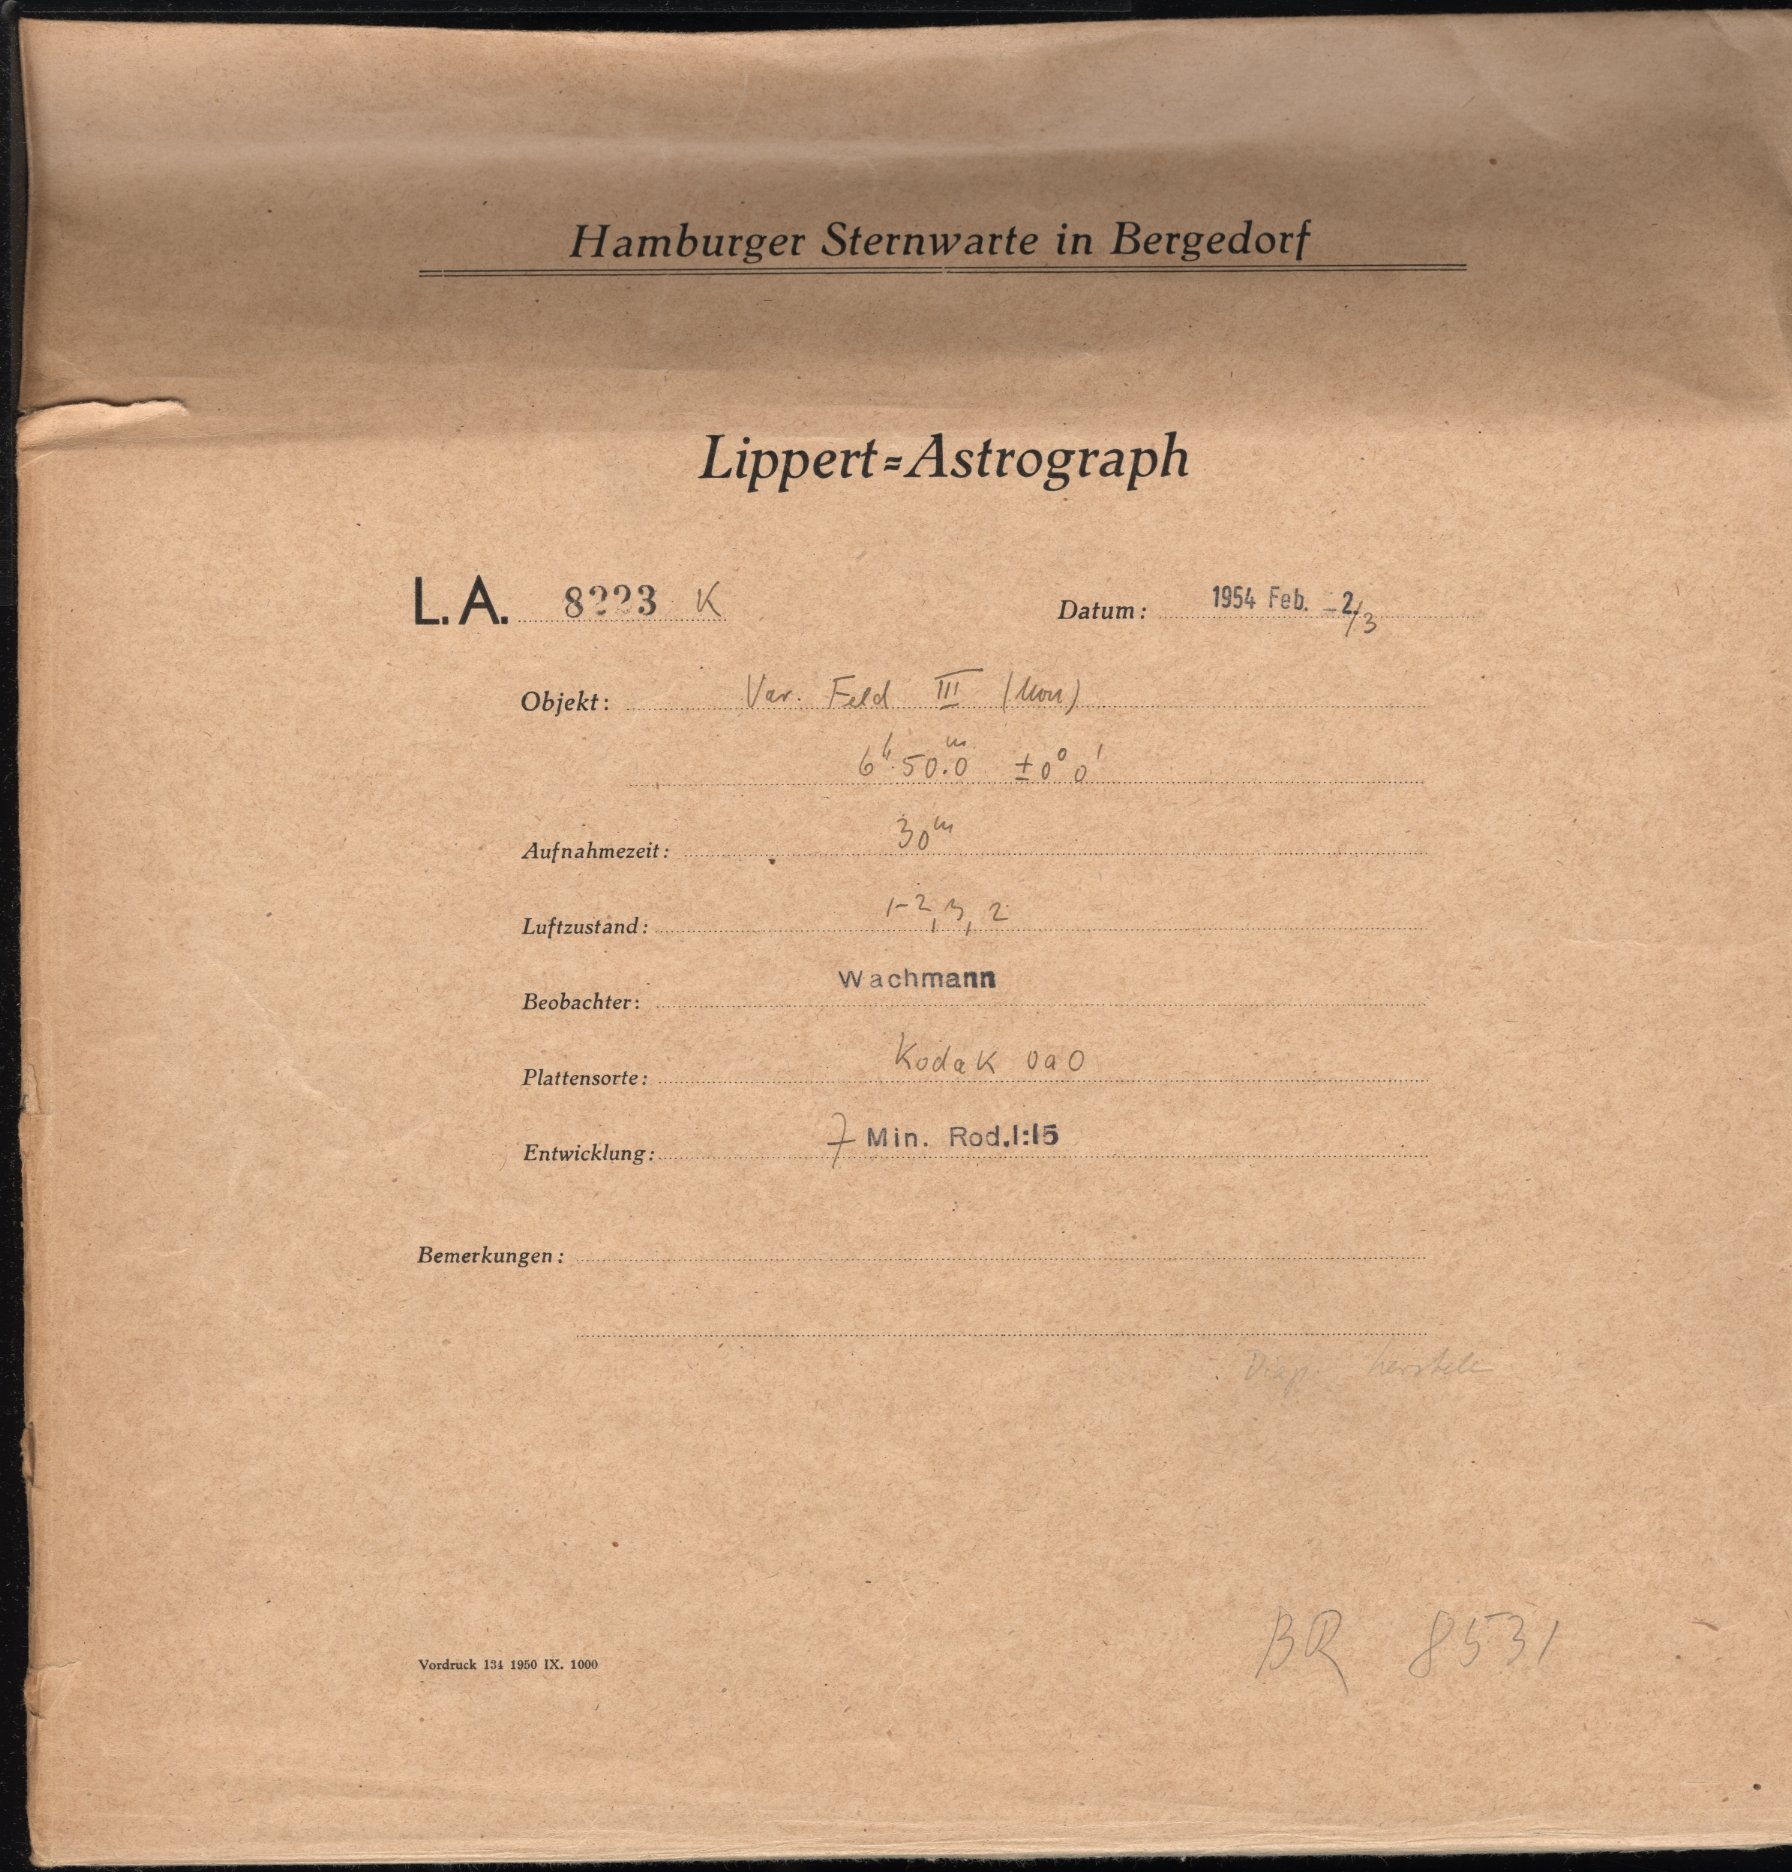 Hamburger Sternwarte in Bergedorf
Lippert=Astrograph
L. A. 8223 K Datum: 1954 Feb. -2/3
Objekt: Var. Feld III (Mon)
6h 50.0m ±0° 0'
Aufnahmezeit: 30m
Luftzustand: 1-2, 3, 2
Beobachter: Wachmann
Plattensorte: Kodak OaO
Entwicklung: 7 Min. Rod. 1:15
Bemerkungen:
BR 8531
Vordruck 134 1950 IX. 1000